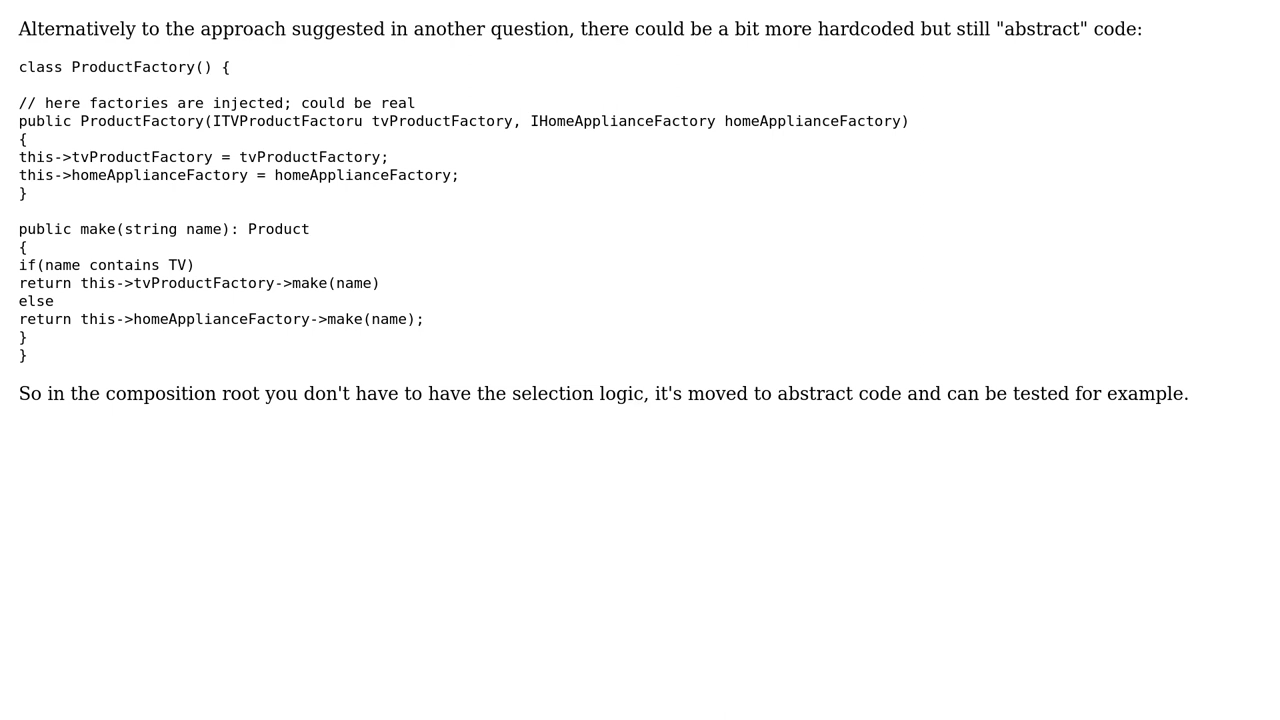 Alternatively to the approach suggested in another question, there could be a bit more hardcoded but still "abstract" code:
class ProductFactory() {
// here factories are injected; could be real
public ProductFactory(ITVProductFactoru tvProductFactory, IHomeApplianceFactory homeApplianceFactory)
{
this->tvProductFactory = tvProductFactory;
this->homeApplianceFactory = homeApplianceFactory;
}
public make(string name): Product
{
if(name contains TV)
return this->tvProductFactory->make(name)
else
return this->homeApplianceFactory->make(name);
}
}
So in the composition root you don't have to have the selection logic, it's moved to abstract code and can be tested for example.